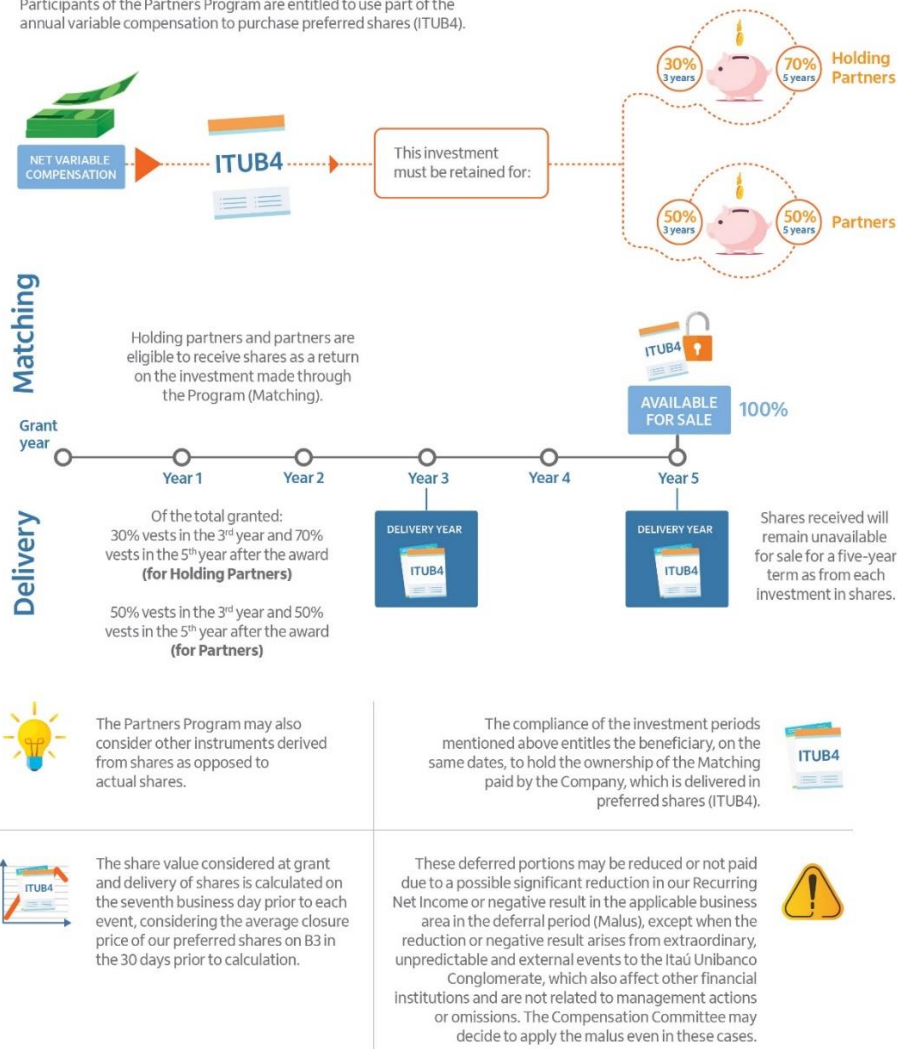 Participants of the Partners Program are entitled to use part of the
annual variable compensation to purchase preferred shares (ITUB4).
30%
3 years
70%
5 years
Holding
Partners
NET VARIABLE
COMPENSATION
ITUB4
This investment
must be retained for:
50%
3 years
50%
5 years
Partners
Matching
Holding partners and partners are
eligible to receive shares as a return
on the investment made through
the Program (Matching).
ITUB4
AVAILABLE
FOR SALE
100%
Grant
year
Year 1
Year 2
Year 3
Year 4
Year 5
Delivery
Of the total granted:
30% vests in the 3rd year and 70%
vests in the 5th year after the award
(for Holding Partners)
50% vests in the 3rd year and 50%
vests in the 5th year after the award
(for Partners)
DELIVERY YEAR
ITUB4
DELIVERY YEAR
ITUB4
Shares received will
remain unavailable
for sale for a five-year
term as from each
investment in shares.
The Partners Program may also
consider other instruments derived
from shares as opposed to
actual shares.
The compliance of the investment periods
mentioned above entitles the beneficiary, on the
same dates, to hold the ownership of the Matching
paid by the Company, which is delivered in
preferred shares (ITUB4).
ITUB4
ITUB4
The share value considered at grant
and delivery of shares is calculated on
the seventh business day prior to each
event, considering the average closure
price of our preferred shares on B3 in
the 30 days prior to calculation.
These deferred portions may be reduced or not paid
due to a possible significant reduction in our Recurring
Net Income or negative result in the applicable business
area in the deferral period (Malus), except when the
reduction or negative result arises from extraordinary,
unpredictable and external events to the Itaú Unibanco
Conglomerate, which also affect other financial
institutions and are not related to management actions
or omissions. The Compensation Committee may
decide to apply the malus even in these cases.